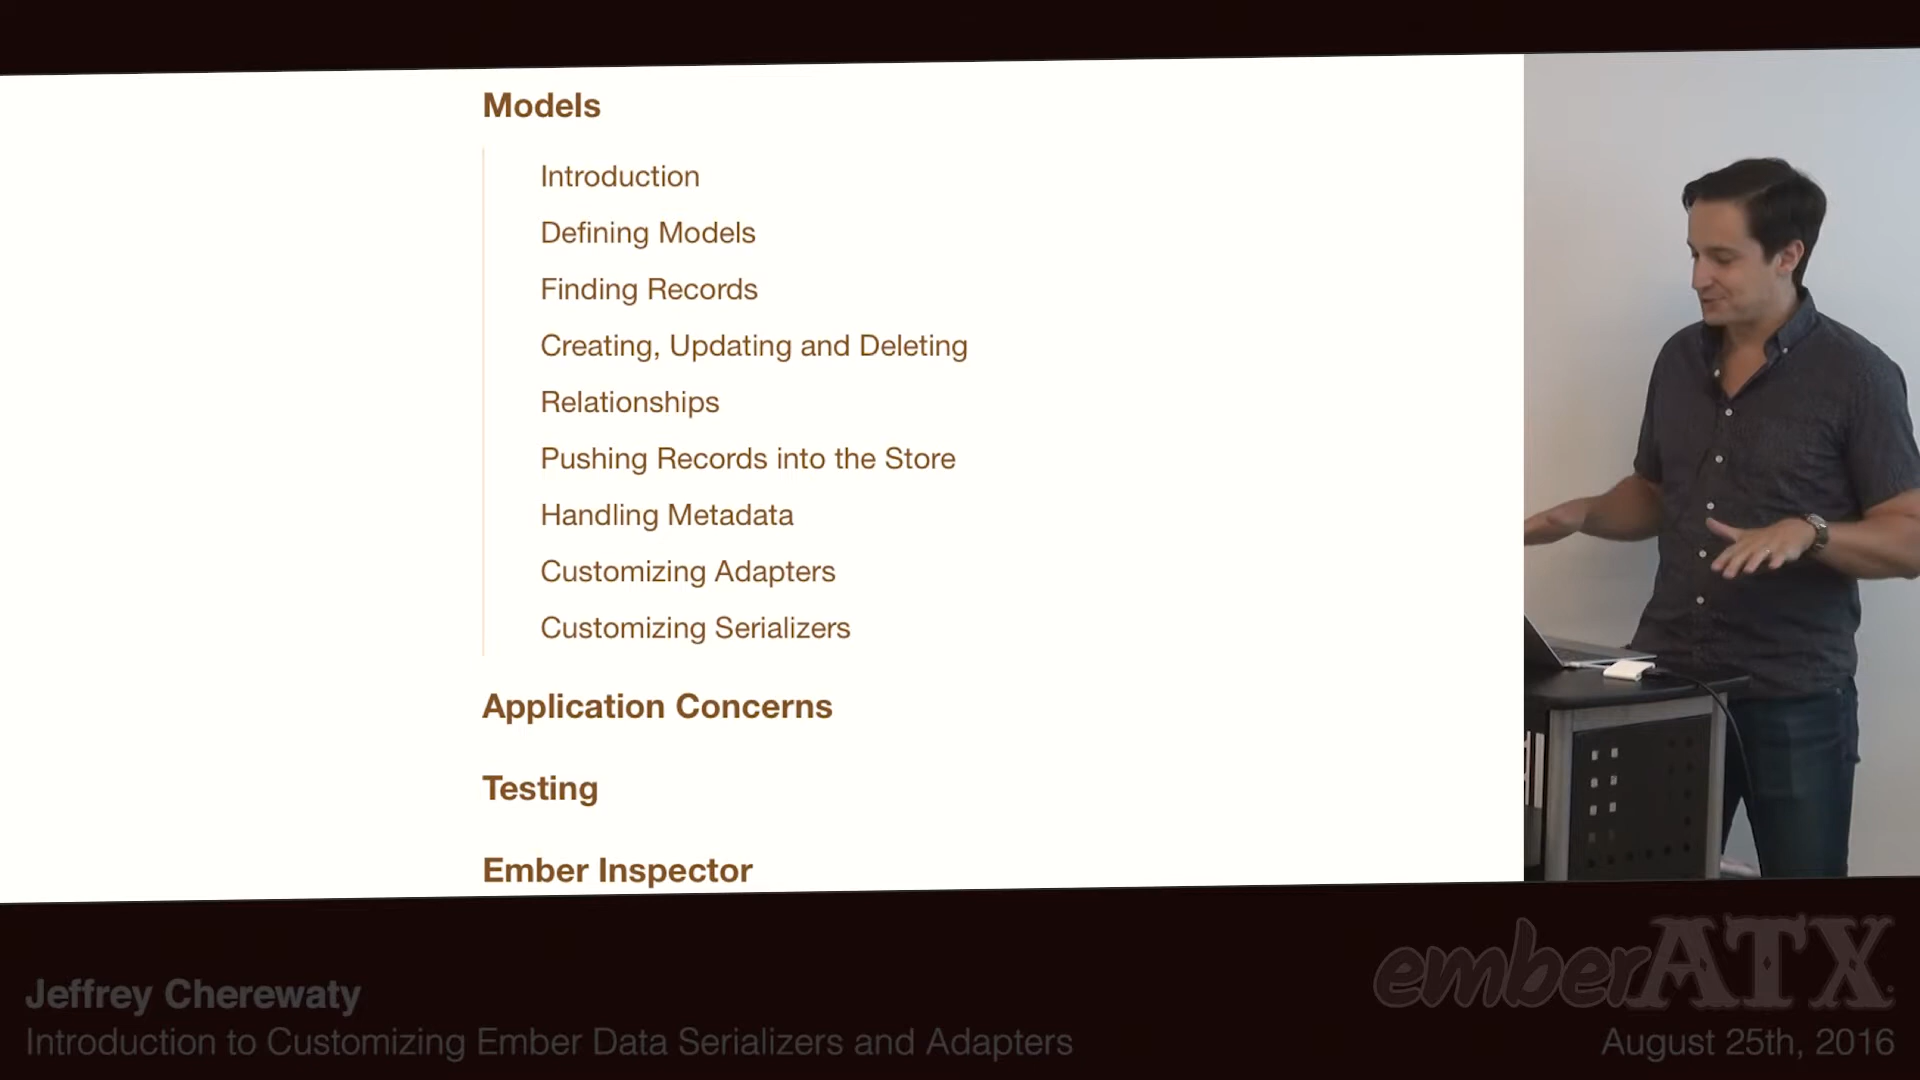 Models
Introduction
Defining Models
Finding Records
Creating, Updating and Deleting
Relationships
Pushing Records into the Store
Handling Metadata
Customizing Adapters
Customizing Serializers
Application Concerns
Testing
Ember Inspector
emberATX
Jeffrey Cherewaty
Introduction to Customizing Ember Data Serializers and Adapters
August 25th, 2016